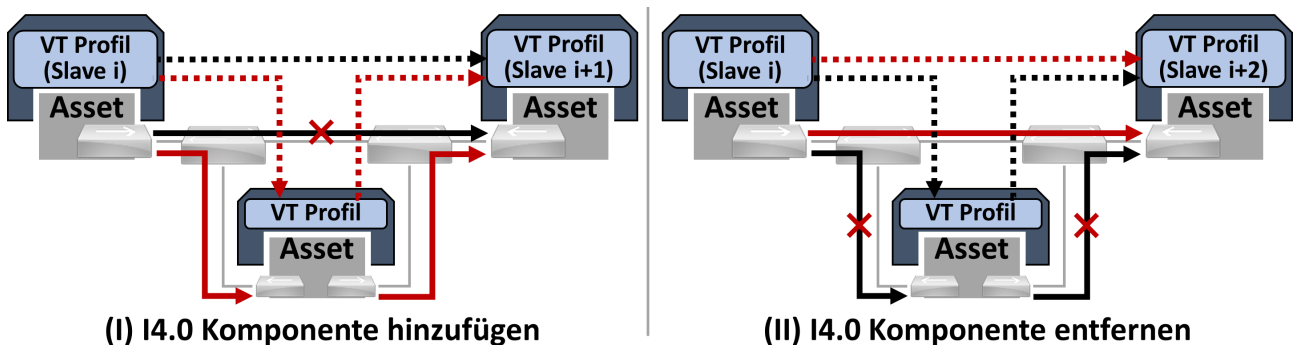 VT Profil
(Slave i)
Asset
VT Profil
(Slave i+1)
Asset
VT Profil
Asset
(I) I4.0 Komponente hinzufügen
VT Profil
(Slave i)
Asset
VT Profil
(Slave i+2)
Asset
VT Profil
Asset
(II) I4.0 Komponente entfernen